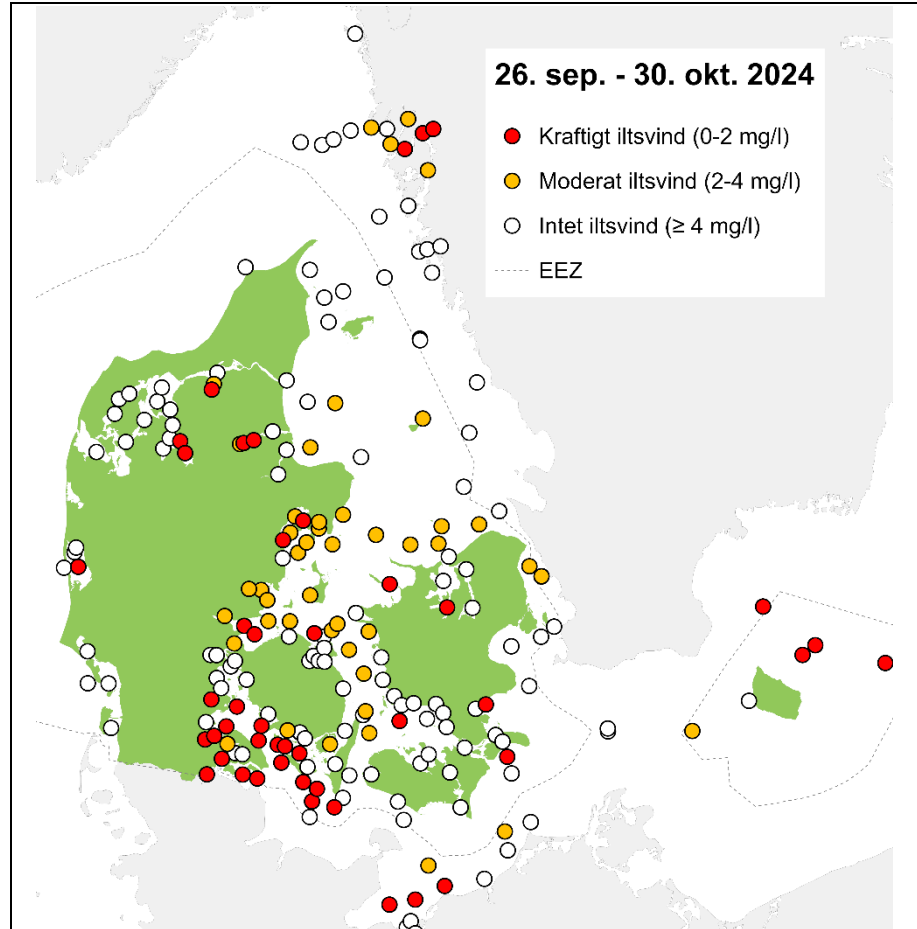 26. sep. - 30. okt. 2024
Kraftigt iltsvind (0-2 mg/l)
Moderat iltsvind (2-4 mg/l)
Intet iltsvind (≥ 4 mg/l)
EEZ